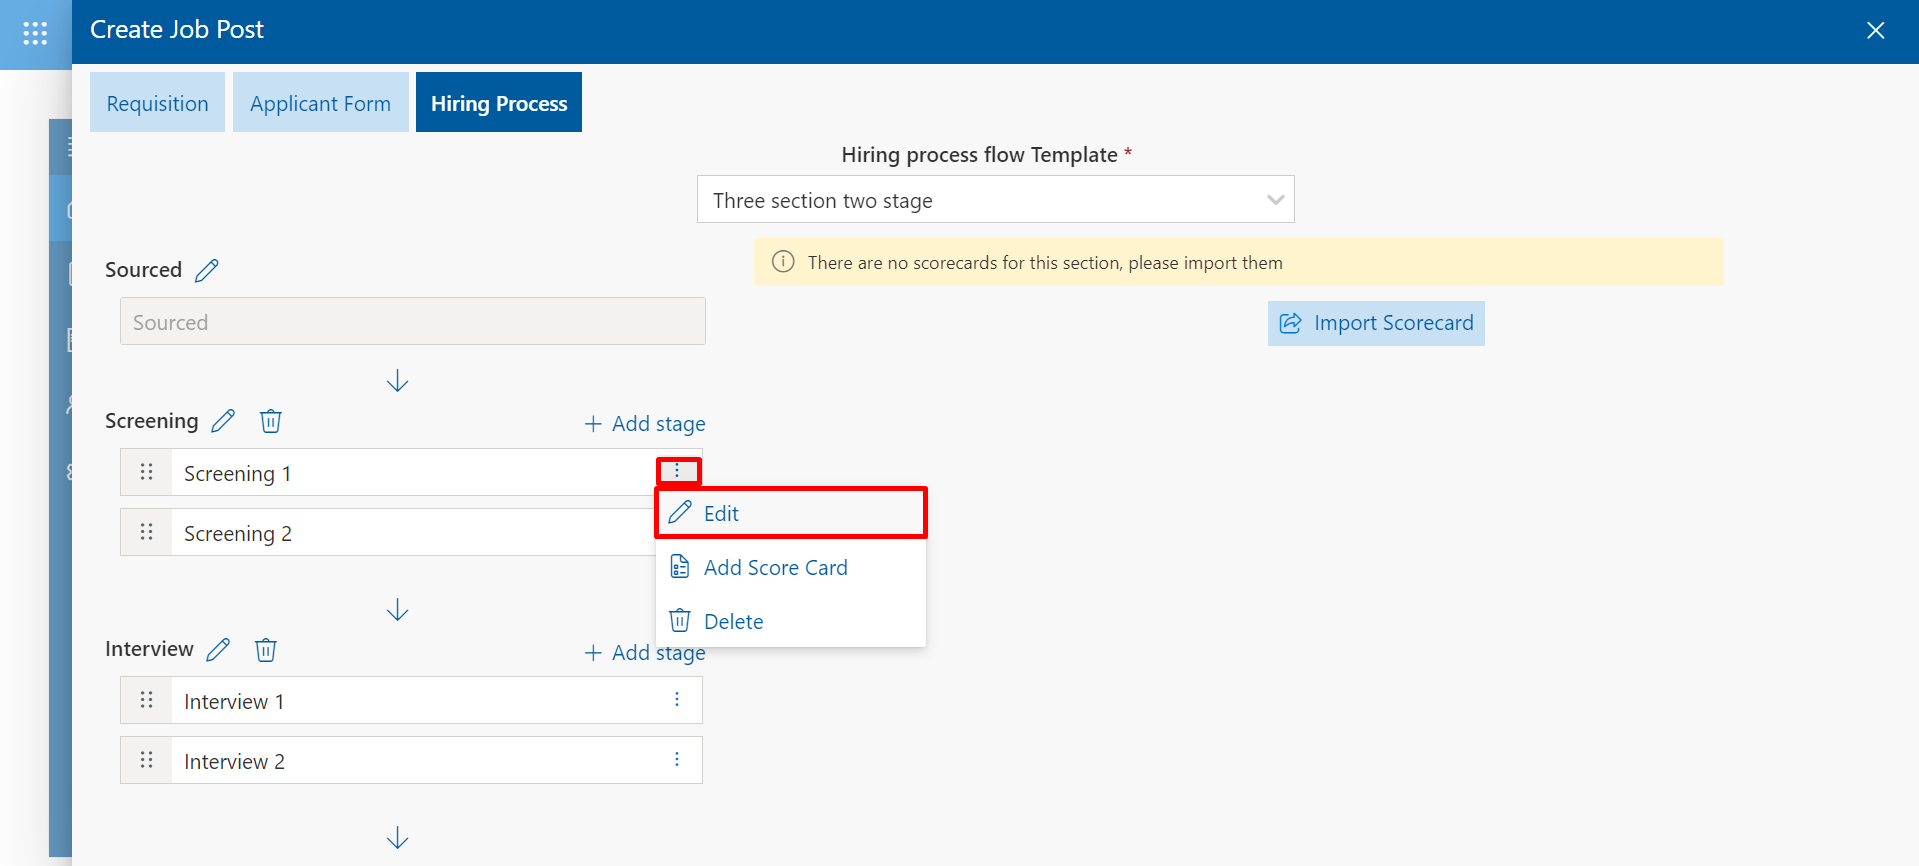 Create Job Post
Requisition
Applicant Form
Hiring Process
Hiring process flow Template *
Three section two stage
Sourced
There are no scorecards for this section, please import them
Sourced
Import Scorecard
Screening
Add stage
Screening 1
Edit
Screening 2
Add Score Card
Delete
Interview
Add stage
Interview 1
Interview 2